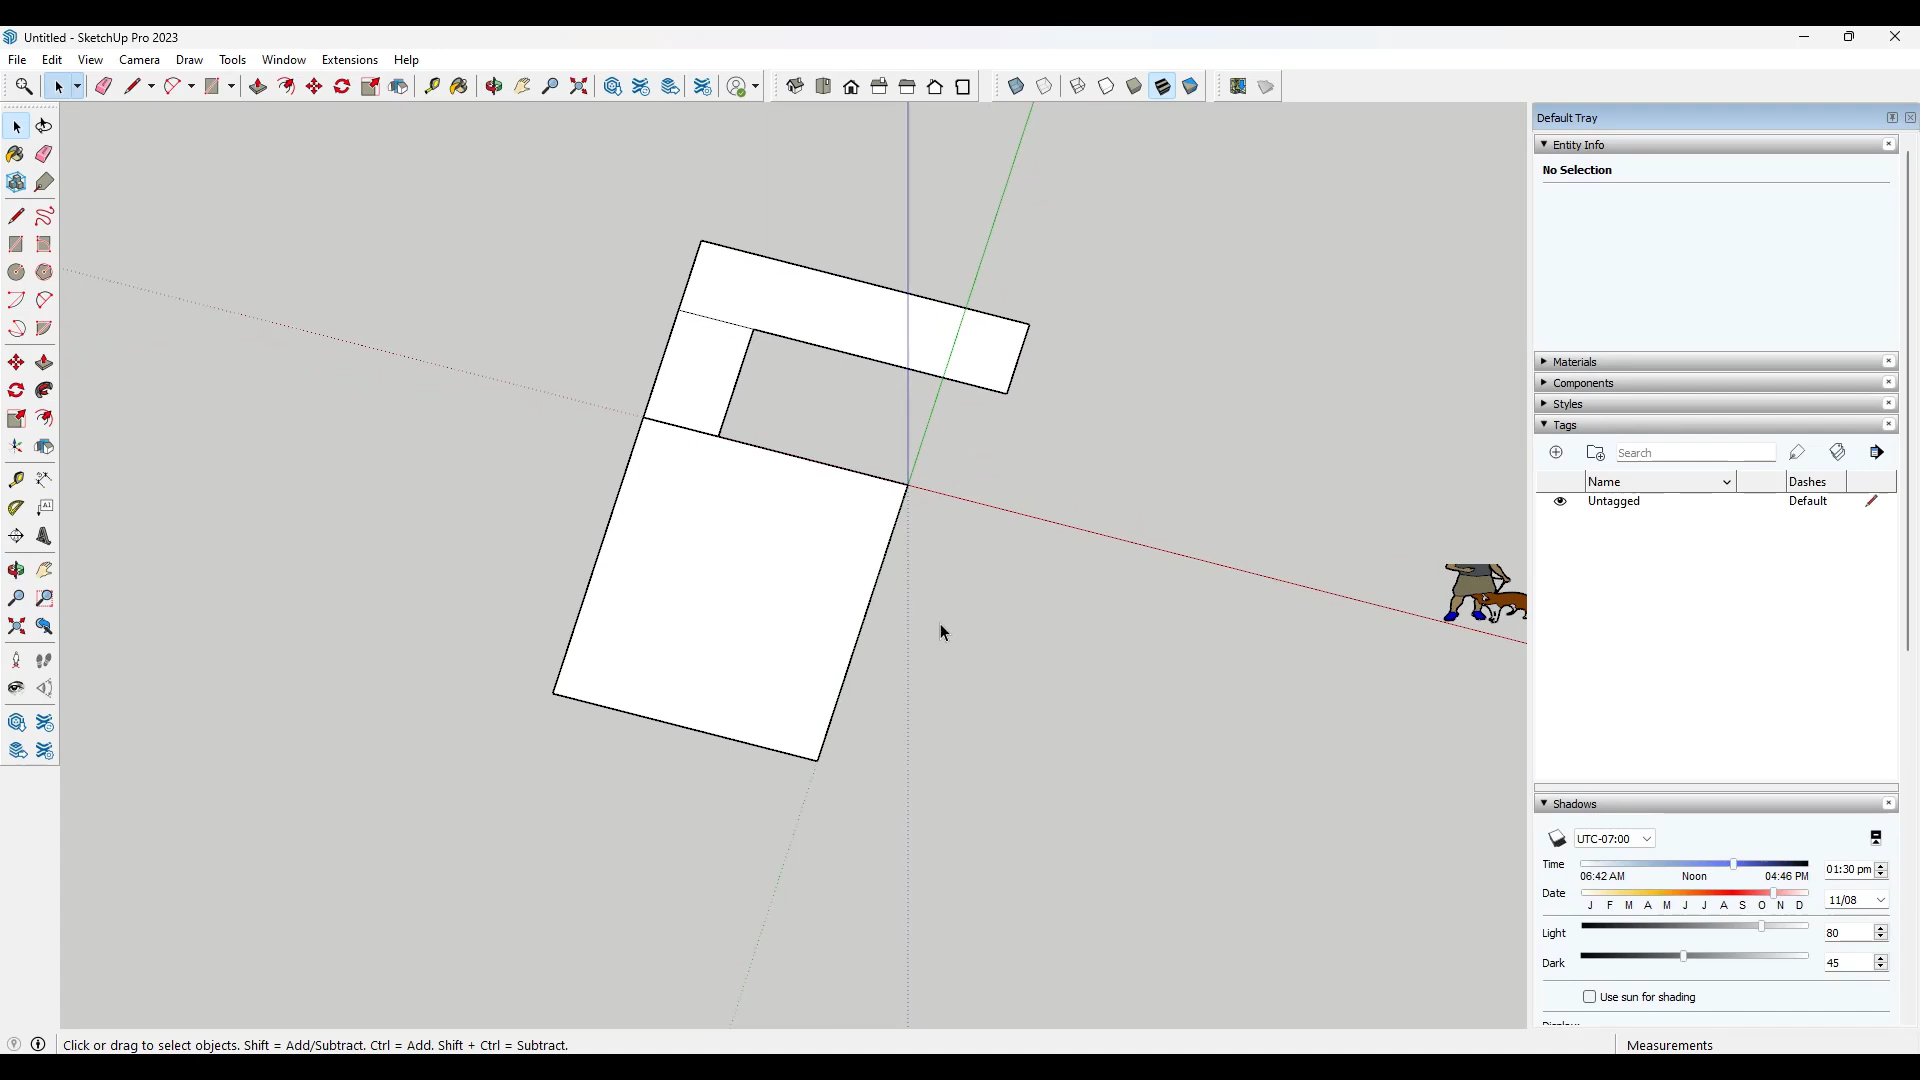 Untitled - SketchUp Pro 2023
File Edit View Camera Draw Tools Window Extensions Help
Default Tray
Entity Info
No Selection
Materials
Components
Styles
Tags
Search
Name Dashes
Untagged Default
Shadows
UTC-07:00
Time 01:30 pm
06:42 AM Noon 04:46 PM
Date 11/08
J F M A M J J A S O N D
Light 80
Dark 45
Use sun for shading
Click or drag to select objects. Shift = Add/Subtract. Ctrl = Add. Shift + Ctrl = Subtract.
Measurements